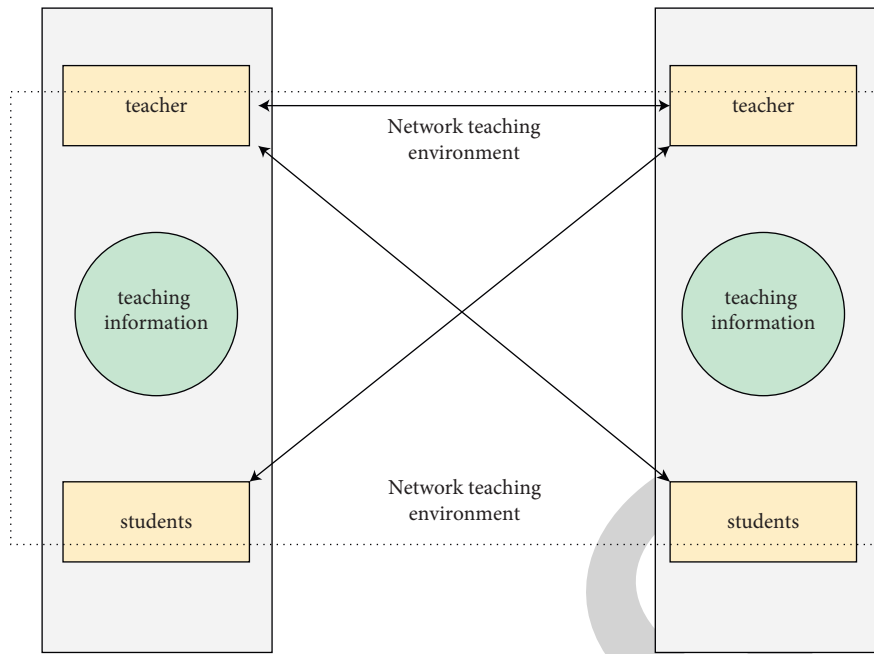 teacher
teacher
Network teaching
environment
teaching
information
teaching
information
Network teaching
environment
students
students